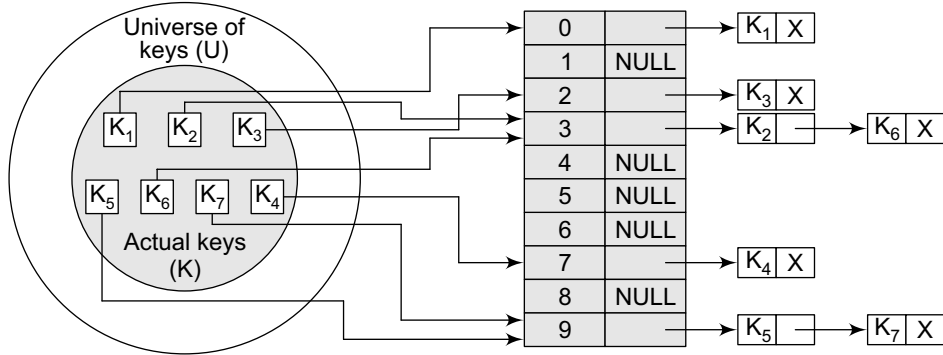 Universe of
keys (U)
K1 K2 K3
K5 K6 K7 K4
Actual keys
(K)
0 K1 X
1 NULL
2 K3 X
3 K2 K6 X
4 NULL
5 NULL
6 NULL
7 K4 X
8 NULL
9 K5 K7 X